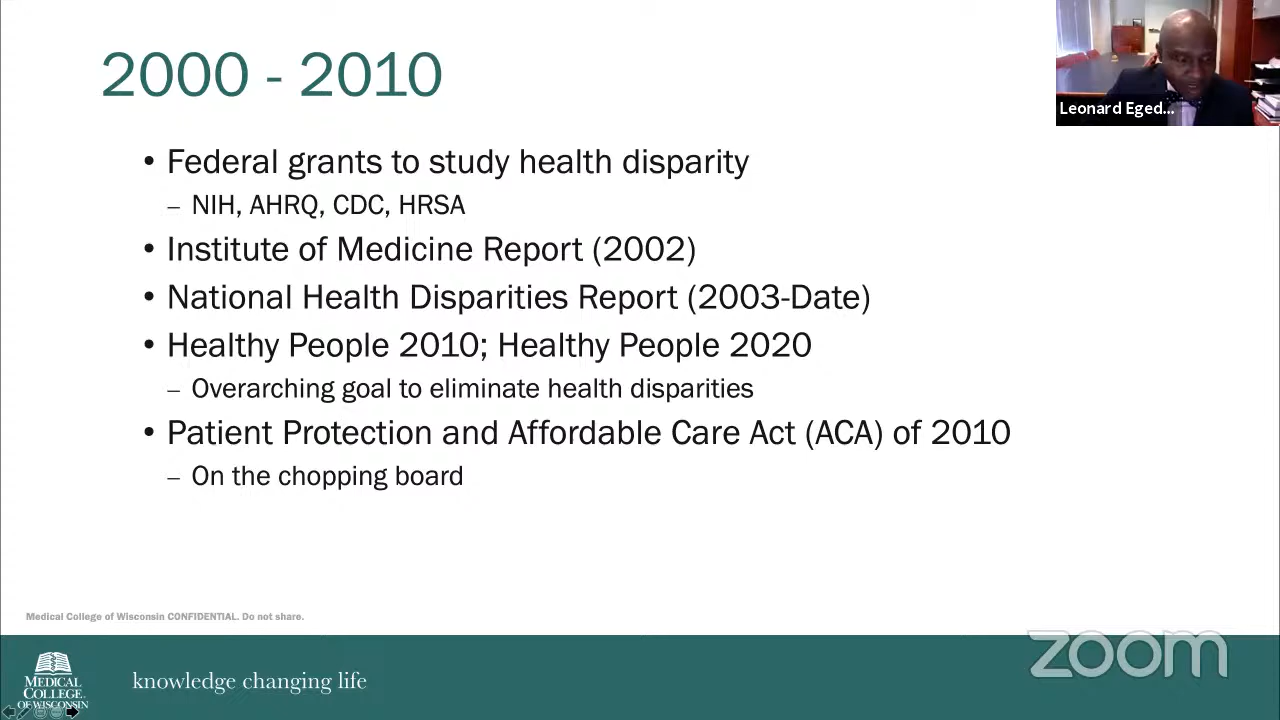 2000 - 2010
Leonard Eged...
• Federal grants to study health disparity
– NIH, AHRQ, CDC, HRSA
• Institute of Medicine Report (2002)
• National Health Disparities Report (2003-Date)
• Healthy People 2010; Healthy People 2020
– Overarching goal to eliminate health disparities
• Patient Protection and Affordable Care Act (ACA) of 2010
– On the chopping board
Medical College of Wisconsin CONFIDENTIAL. Do not share.
zoom
MEDICAL
COLLEGE
OF WISCONSIN
knowledge changing life